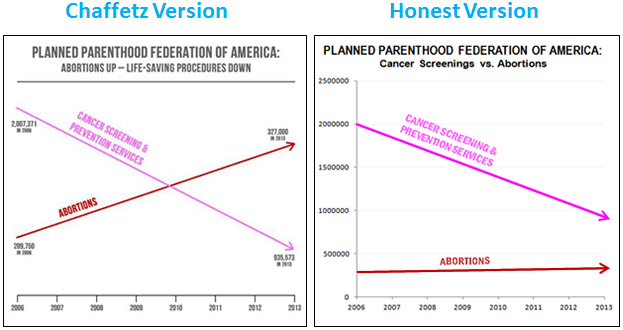 Chaffetz Version
PLANNED PARENTHOOD FEDERATION OF AMERICA:
ABORTIONS UP – LIFE-SAVING PROCEDURES DOWN
2,007,371
IN 2006
CANCER SCREENING &
PREVENTION SERVICES
327,000
IN 2013
ABORTIONS
289,750
IN 2006
935,573
IN 2013
2006 2007 2008 2009 2010 2011 2012 2013
Honest Version
PLANNED PARENTHOOD FEDERATION OF AMERICA:
Cancer Screenings vs. Abortions
2500000
2000000
CANCER SCREENING &
PREVENTION SERVICES
1500000
1000000
500000
ABORTIONS
0
2006 2007 2008 2009 2010 2011 2012 2013